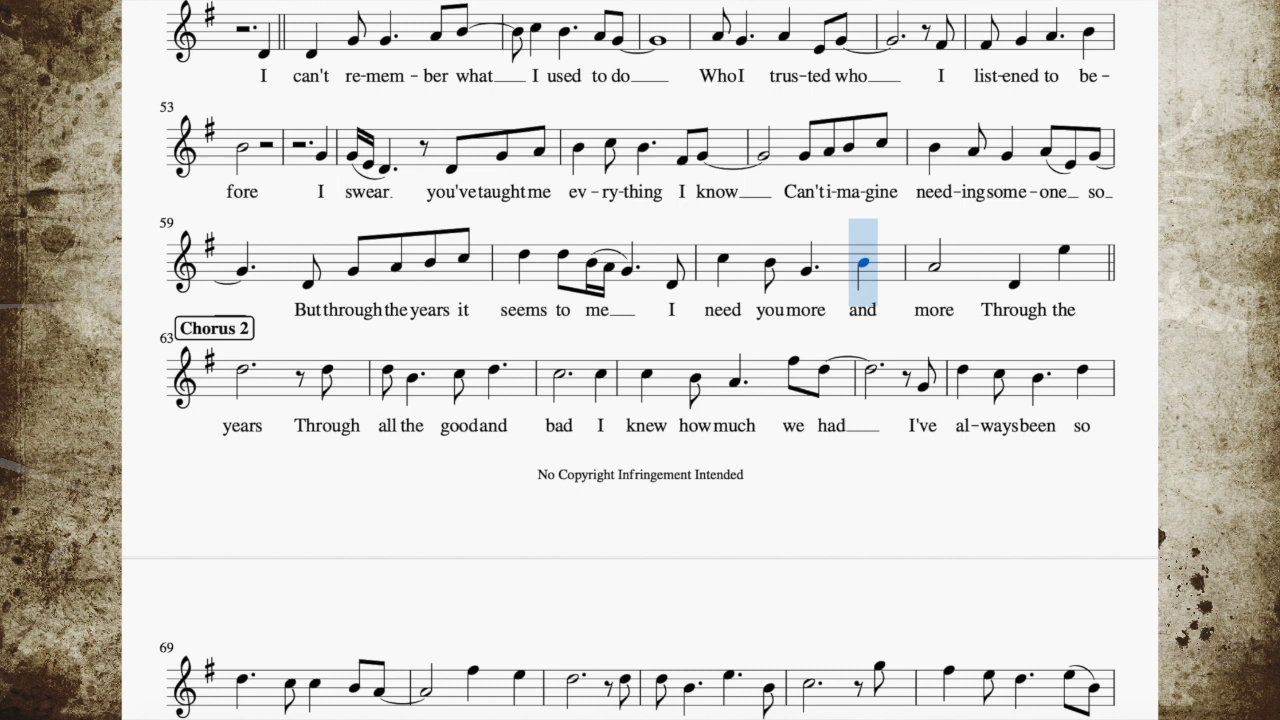 I can't re-mem - ber what I used to do Who I trus-ted who I list-ened to be -
53
fore I swear. you've taught me ev - ry-thing I know Can't i-ma-gine need-ing some-one so
59
But through the years it seems to me I need you more and more Through the
Chorus 2
63
years Through all the good and bad I knew how much we had I've al-ways been so
No Copyright Infringement Intended
69